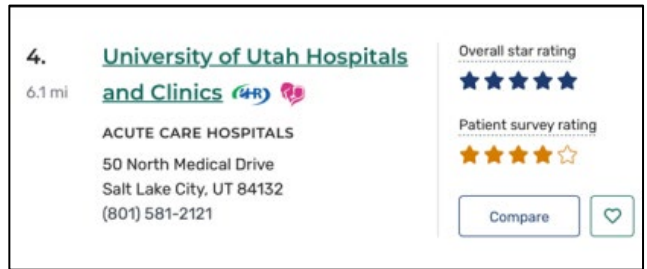 4.
University of Utah Hospitals
6.1 mi
and Clinics 4HR
ACUTE CARE HOSPITALS
50 North Medical Drive
Salt Lake City, UT 84132
(801) 581-2121
Overall star rating
Patient survey rating
Compare